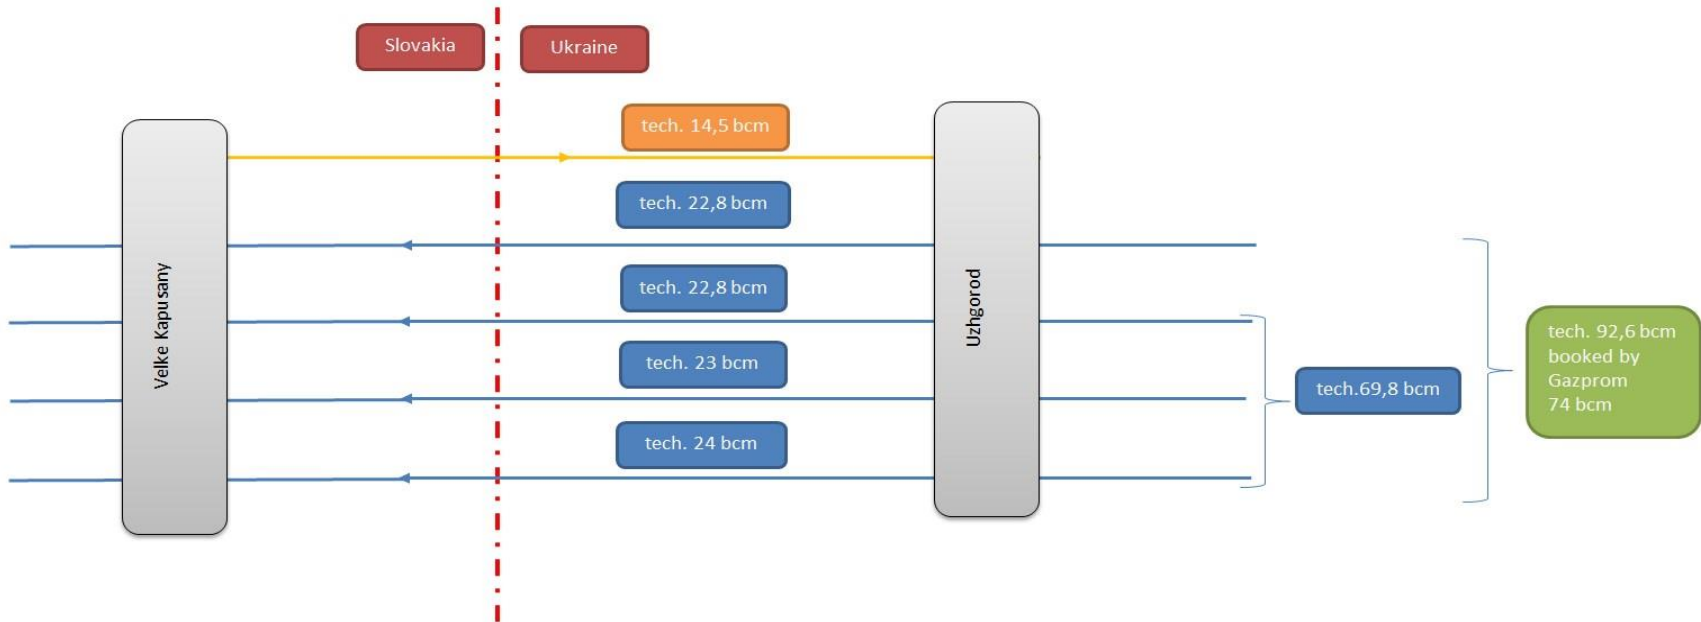 Slovakia
Ukraine
tech. 14,5 bcm
tech. 22,8 bcm
Velke Kapusany
tech. 22,8 bcm
Uzhgorod
tech. 23 bcm
tech. 24 bcm
tech.69,8 bcm
tech. 92,6 bcm
booked by
Gazprom
74 bcm